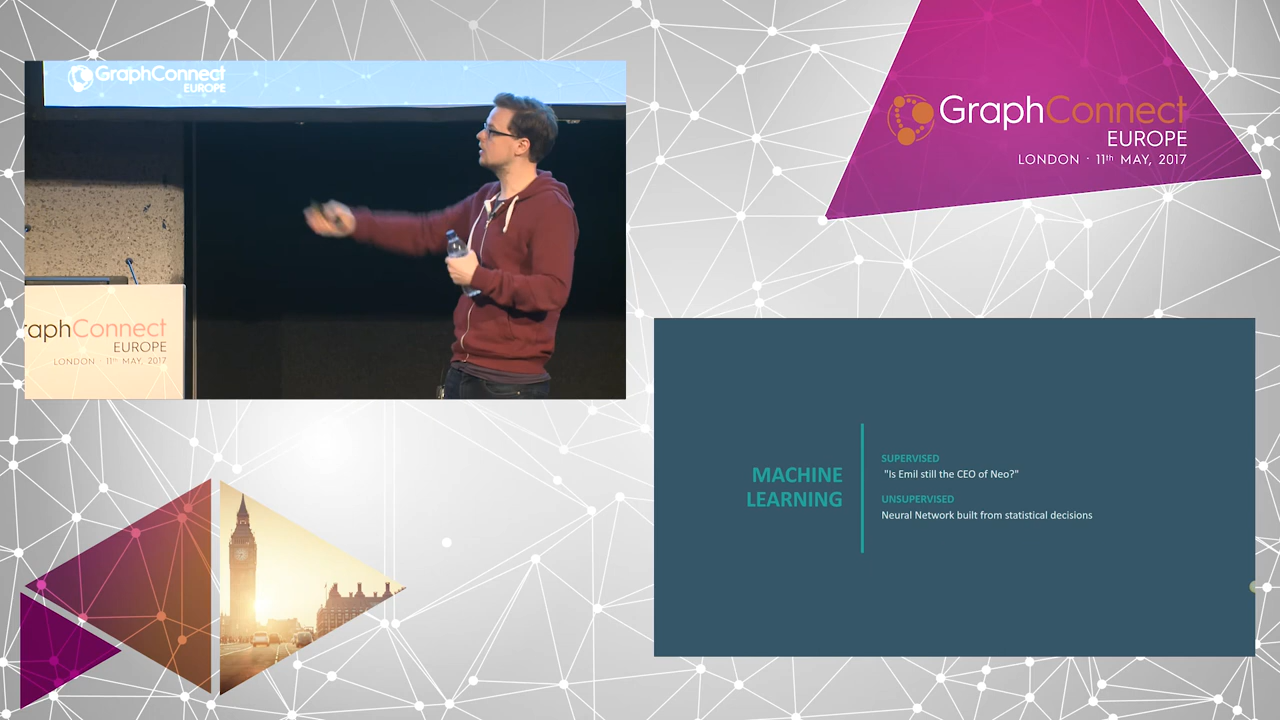 GraphConnect
EUROPE
GraphConnect
EUROPE
LONDON · 11th MAY, 2017
raphConnect
EUROPE
LONDON · 11th MAY, 2017
MACHINE
LEARNING
SUPERVISED
"Is Emil still the CEO of Neo?"
UNSUPERVISED
Neural Network built from statistical decisions